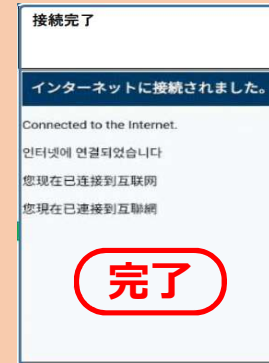 接続完了
インターネットに接続されました。
Connected to the Internet.
인터넷에 연결되었습니다
您现在已连接到互联网
您現在已連接到互聯網
完了